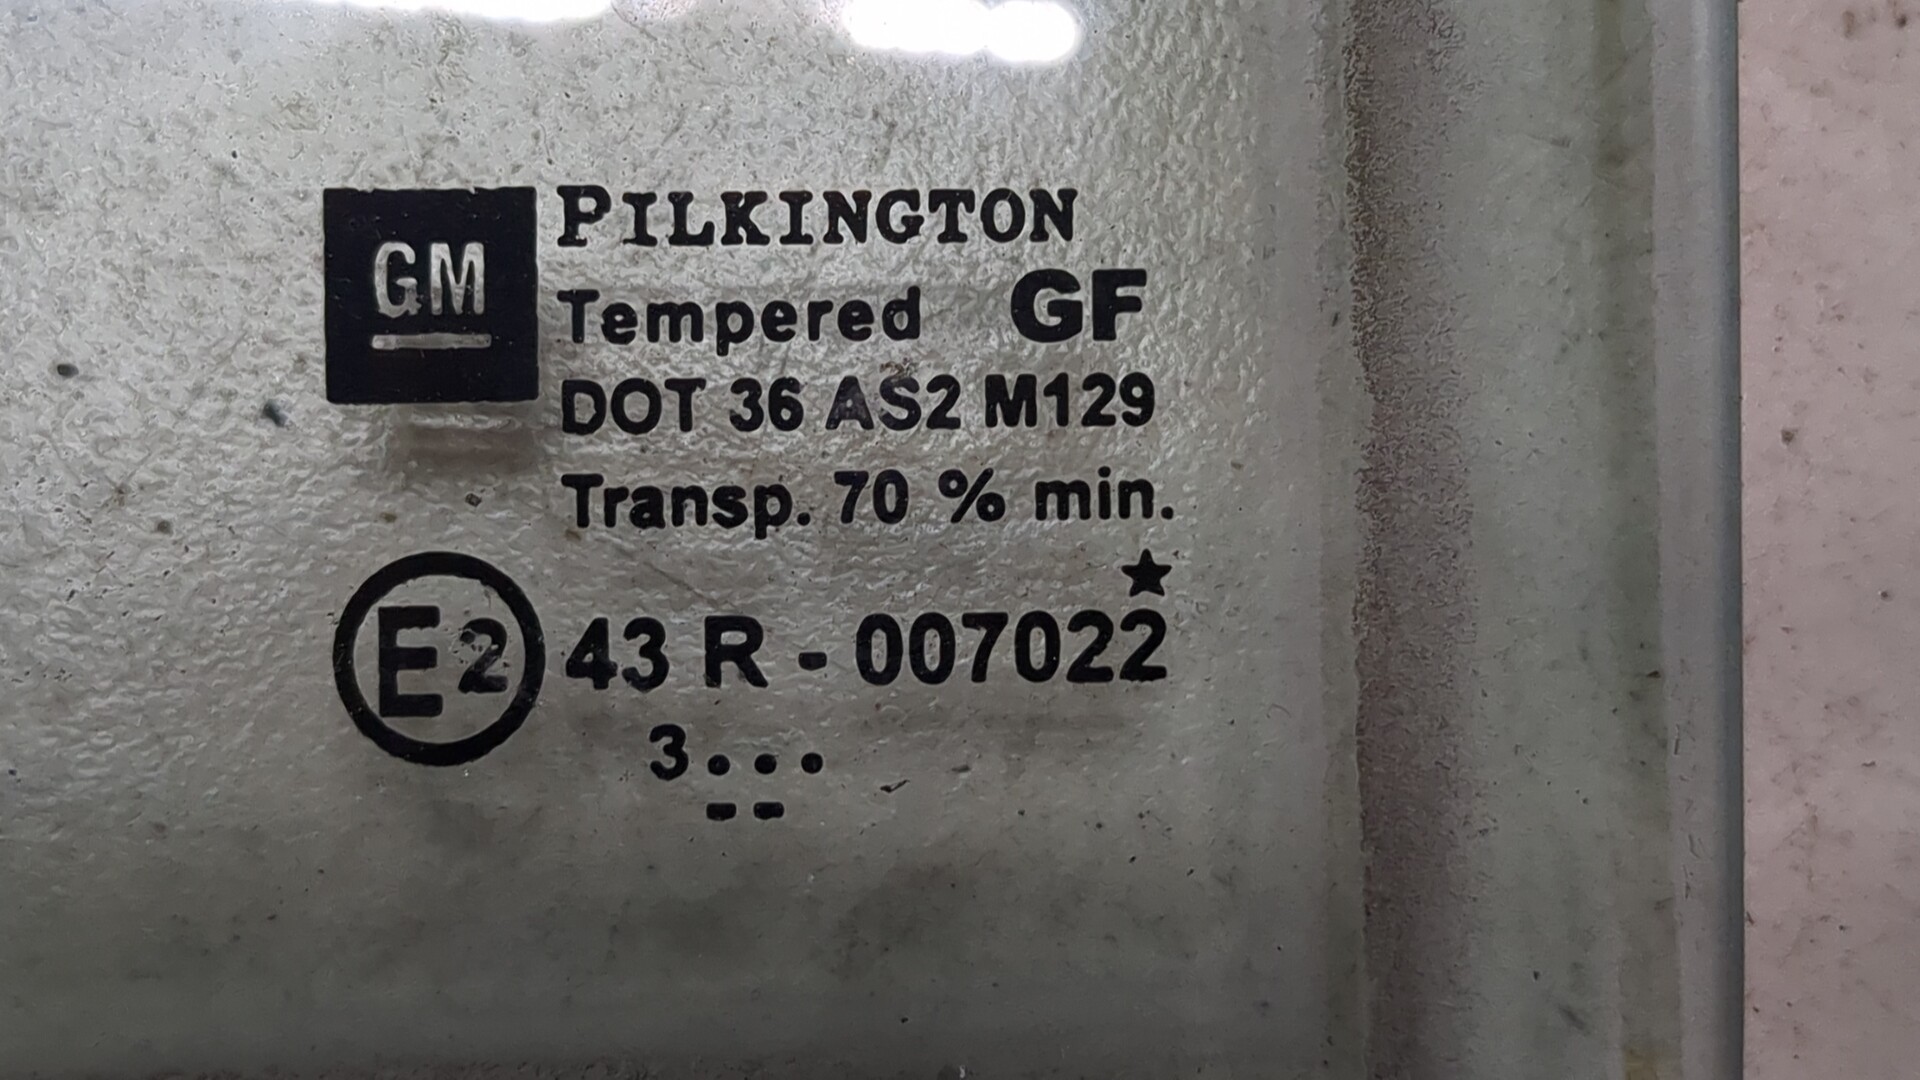 GM
PILKINGTON
Tempered GF
DOT 36 AS2 M129
Transp. 70 % min.
E2 43 R - 007022
3...